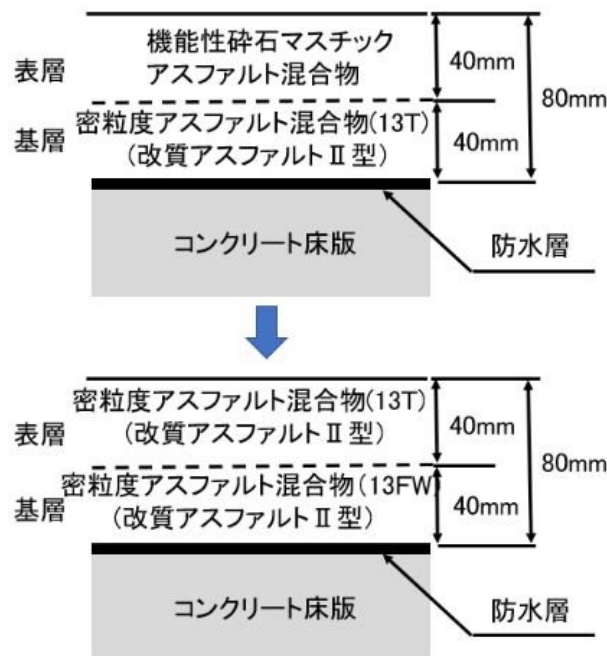 機能性砕石マスチック
アスファルト混合物
表層
40mm
80mm
密粒度アスファルト混合物(13T)
(改質アスファルトⅡ型)
基層
40mm
コンクリート床版
防水層
密粒度アスファルト混合物(13T)
(改質アスファルトⅡ型)
表層
40mm
80mm
密粒度アスファルト混合物(13FW)
(改質アスファルトⅡ型)
基層
40mm
コンクリート床版
防水層